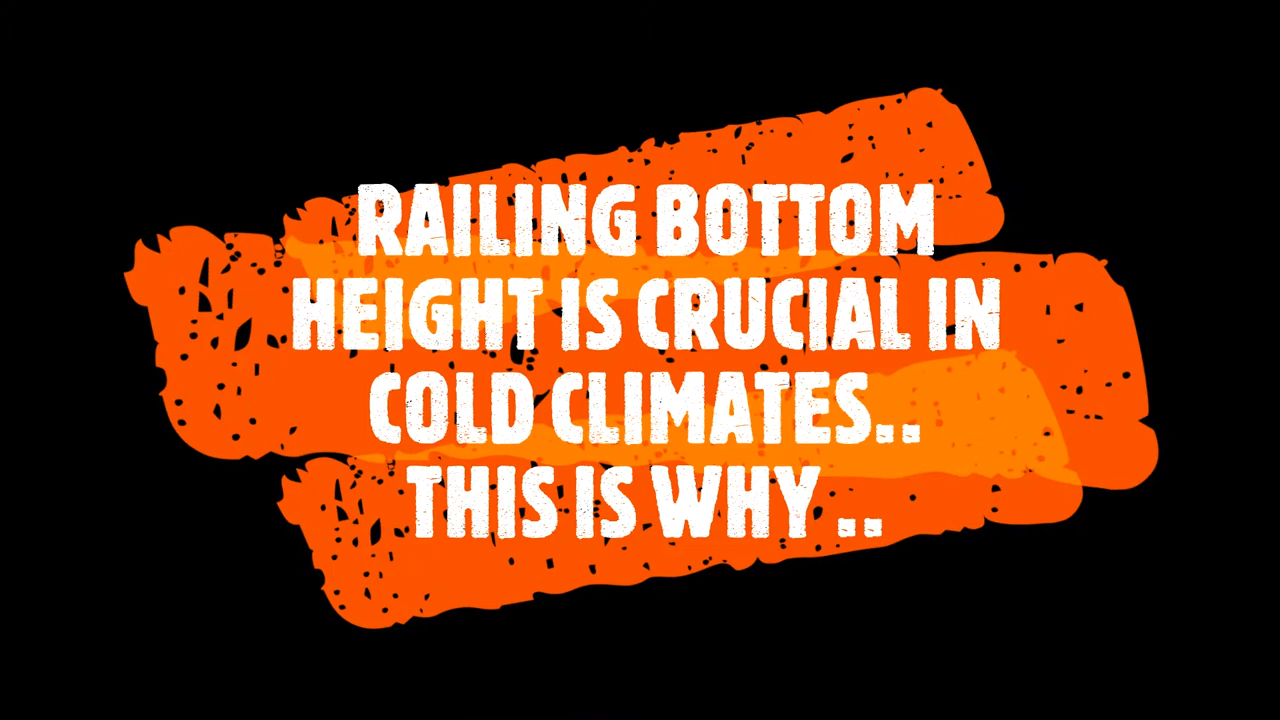 RAILING BOTTOM
HEIGHT IS CRUCIAL IN
COLD CLIMATES..
THIS IS WHY ..